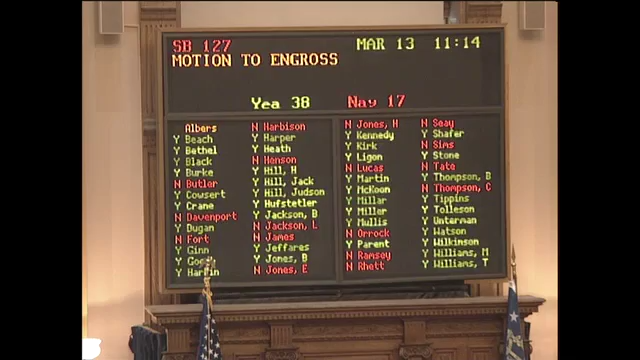 SB 127 MAR 13 11:14
MOTION TO ENGROSS
Yea 38 Nay 17
Albers
Y Beach
Y Bethel
Y Black
Y Burke
N Butler
Y Cowsert
Y Crane
N Davenport
Y Dugan
N Fort
Y Ginn
Y
Y
N Harbison
Y Harper
Y Heath
N Henson
Y Hill, H
Y Hill, Jack
Y Hill, Judson
Y Hufstetler
Y Jackson, B
N Jackson, L
N James
Y Jeffares
Y Jones, B
N Jones, E
N Jones, H
Y Kennedy
Y Kirk
Y Ligon
N Lucas
Y Martin
Y McKoon
Y Millar
Y Miller
Y Mullis
N Orrock
Y Parent
N Ramsey
N Rhett
N Seay
Y Shafer
N Sims
Y Stone
N Tate
Y Thompson, B
N Thompson, C
Y Tippins
Y Tolleson
Y Unterman
Y Watson
Y Wilkinson
Y Williams, M
Y Williams, T